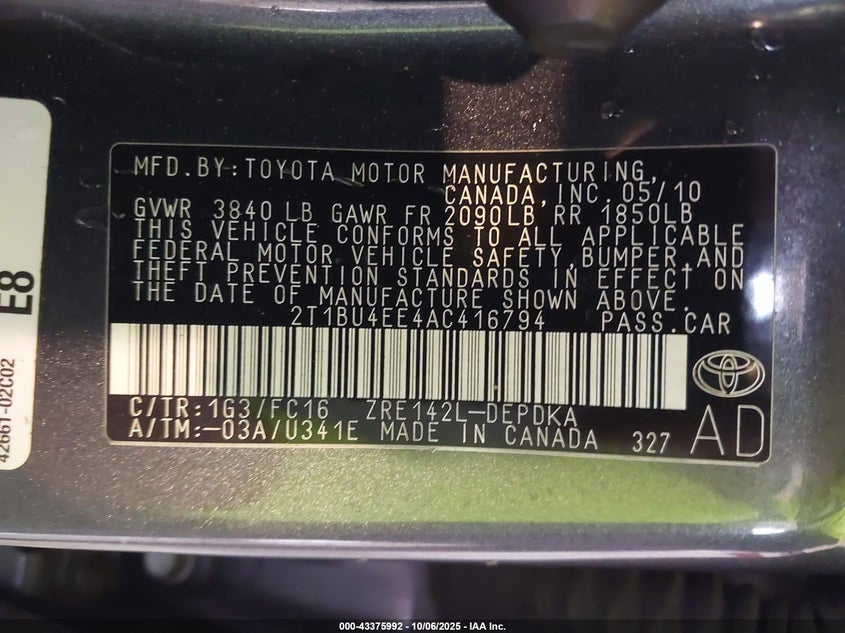 MFD.BY:TOYOTA MOTOR MANUFACTURING,
CANADA,INC.05/10
GVWR 3840LB GAWR FR 2090LB RR 1850LB
THIS VEHICLE CONFORMS TO ALL APPLICABLE
FEDERAL MOTOR VEHICLE SAFETY,BUMPER,AND
THEFT PREVENTION STANDARDS IN EFFECT ON
THE DATE OF MANUFACTURE SHOWN ABOVE.
2T1BU4EE4AC416794 PASS.CAR
C/TR:1G3/FC16 ZRE142L-DEPDKA
A/TM:-03A/U341E MADE IN CANADA 327
AD
E8
42661-02C02
000-43375992 - 10/06/2025 - IAA Inc.